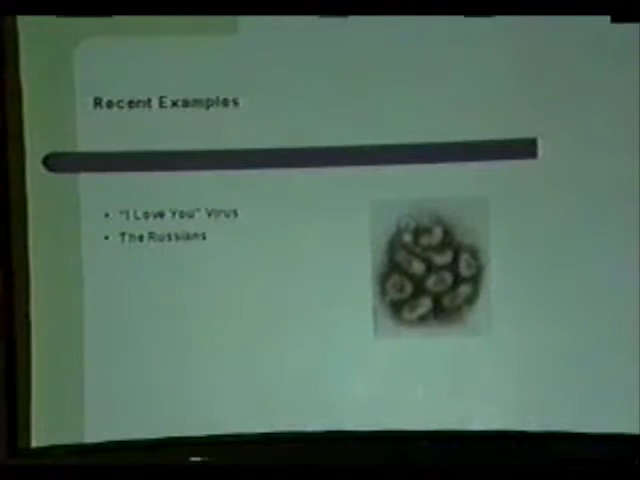 Recent Examples
• "I Love You" Virus
• The Russians